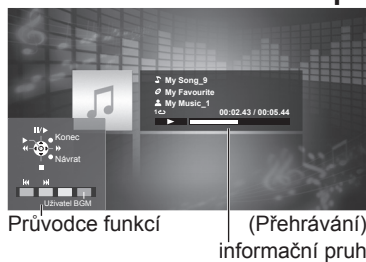 My Song_9
My Favourite
My Music_1
00:02.43 / 00:05.44
Konec
Návrat
Uživatel BGM
Průvodce funkcí
(Přehrávání)
informační pruh